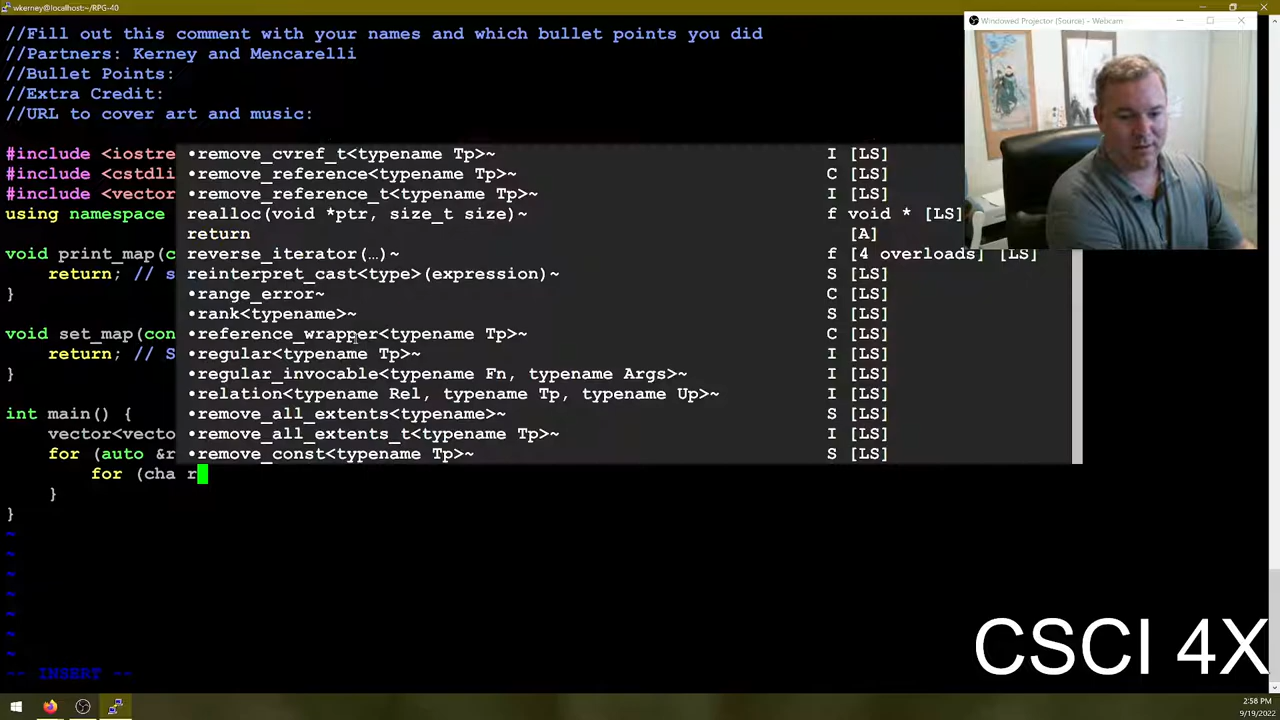 wkerney@localhost:~/RPG-40
Windowed Projector (Source) - Webcam
//Fill out this comment with your names and which bullet points you did
//Partners: Kerney and Mencarelli
//Bullet Points:
//Extra Credit:
//URL to cover art and music:
#include <iostre
#include <cstdli
#include <vector
using namespace
void print_map(c
return; // s
}
void set_map(con
return; // S
}
int main() {
vector<vecto
for (auto &r
for (cha r
}
}
•remove_cvref_t<typename Tp>~ I [LS]
•remove_reference<typename Tp>~ C [LS]
•remove_reference_t<typename Tp>~ I [LS]
realloc(void *ptr, size_t size)~ f void * [LS]
return [A]
reverse_iterator(…)~ f [4 overloads] [LS]
reinterpret_cast<type>(expression)~ S [LS]
•range_error~ C [LS]
•rank<typename>~ S [LS]
•reference_wrapper<typename Tp>~ C [LS]
•regular<typename Tp>~ I [LS]
•regular_invocable<typename Fn, typename Args>~ I [LS]
•relation<typename Rel, typename Tp, typename Up>~ I [LS]
•remove_all_extents<typename>~ S [LS]
•remove_all_extents_t<typename Tp>~ I [LS]
•remove_const<typename Tp>~ S [LS]
~
~
~
~
~
~
~
-- INSERT --
CSCI 4X
2:58 PM
9/19/2022